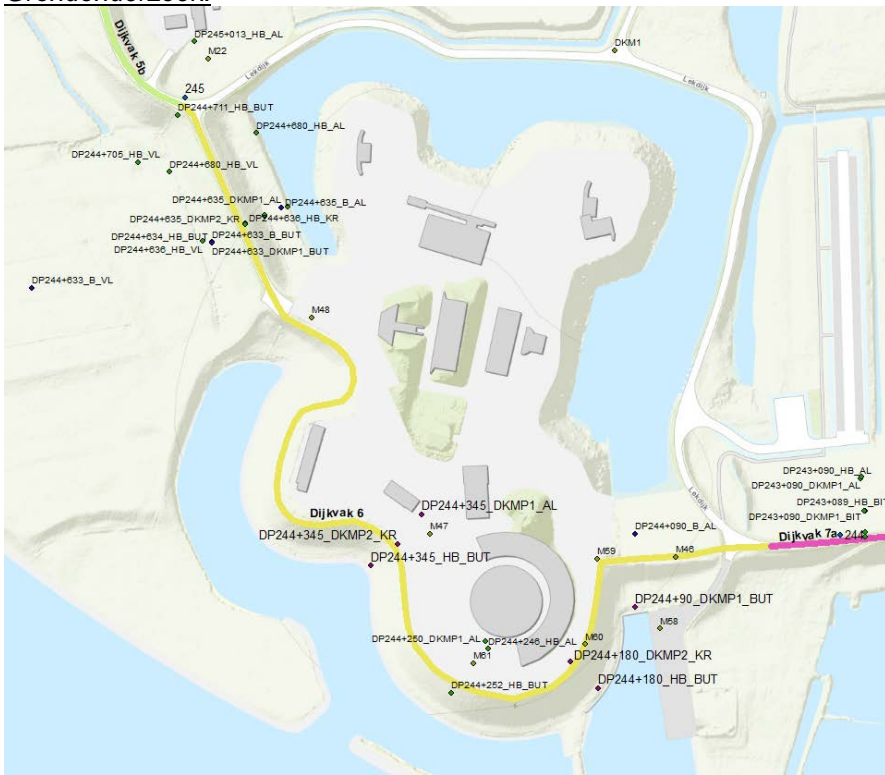 DP245+013_HB_AL
M22
DKM1
Dijkvak 5b
Lekdijk
245
DP244+711_HB_BUT
DP244+680_HB_AL
DP244+705_HB_VL
DP244+680_HB_VL
DP244+635_DKMP1_AL
DP244+635_B_AL
DP244+635_DKMP2_KR
DP244+636_HB_KR
DP244+634_HB_BUT
DP244+633_B_BUT
DP244+636_HB_VL
DP244+633_DKMP1_BUT
DP244+633_B_VL
M48
DP243+090_HB_AL
DP243+090_DKMP1_AL
Lekdijk
DP243+089_HB_BIT
DP243+090_DKMP1_BIT
Dijkvak 6
DP244+345_DKMP1_AL
M47
DP244+090_B_AL
Dijkvak 7a
244
DP244+345_DKMP2_KR
DP244+345_HB_BUT
M59
M46
DP244+90_DKMP1_BUT
M58
DP244+250_DKMP1_AL
DP244+246_HB_AL
M60
M61
DP244+180_DKMP2_KR
DP244+252_HB_BUT
DP244+180_HB_BUT